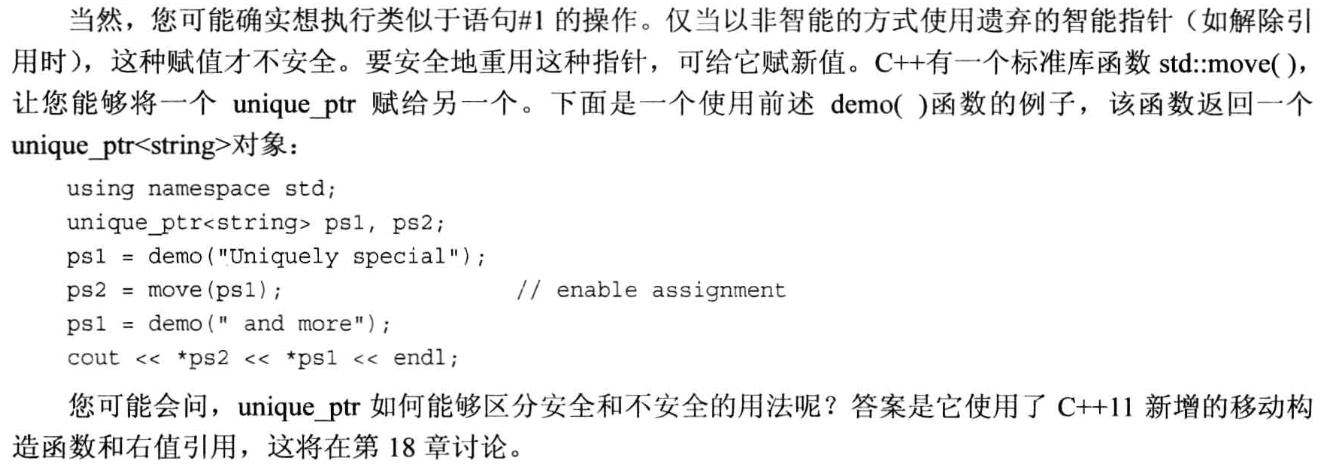 当然，您可能确实想执行类似于语句#1 的操作。仅当以非智能的方式使用遗弃的智能指针（如解除引
用时），这种赋值才不安全。要安全地重用这种指针，可给它赋新值。C++有一个标准库函数 std::move( )，
让您能够将一个 unique_ptr 赋给另一个。下面是一个使用前述 demo( )函数的例子，该函数返回一个
unique_ptr<string>对象：
using namespace std;
unique_ptr<string> ps1, ps2;
ps1 = demo("Uniquely special");
ps2 = move(ps1);                // enable assignment
ps1 = demo(" and more");
cout << *ps2 << *ps1 << endl;
您可能会问，unique_ptr 如何能够区分安全和不安全的用法呢？答案是它使用了 C++11 新增的移动构
造函数和右值引用，这将在第 18 章讨论。